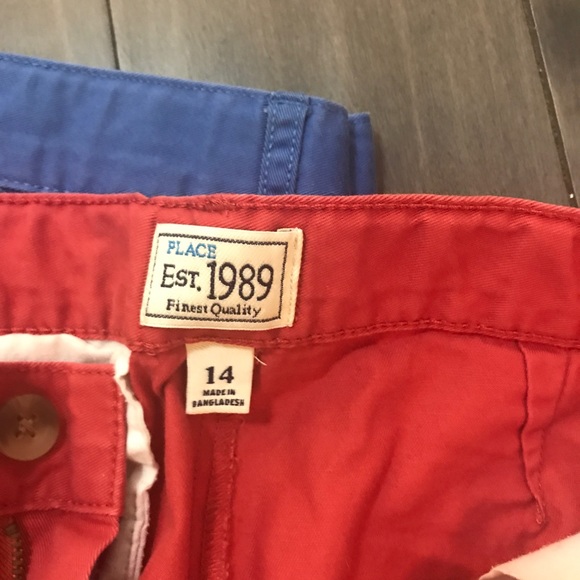 PLACE
EST. 1989
Finest Quality
14
MADE IN
BANGLADESH